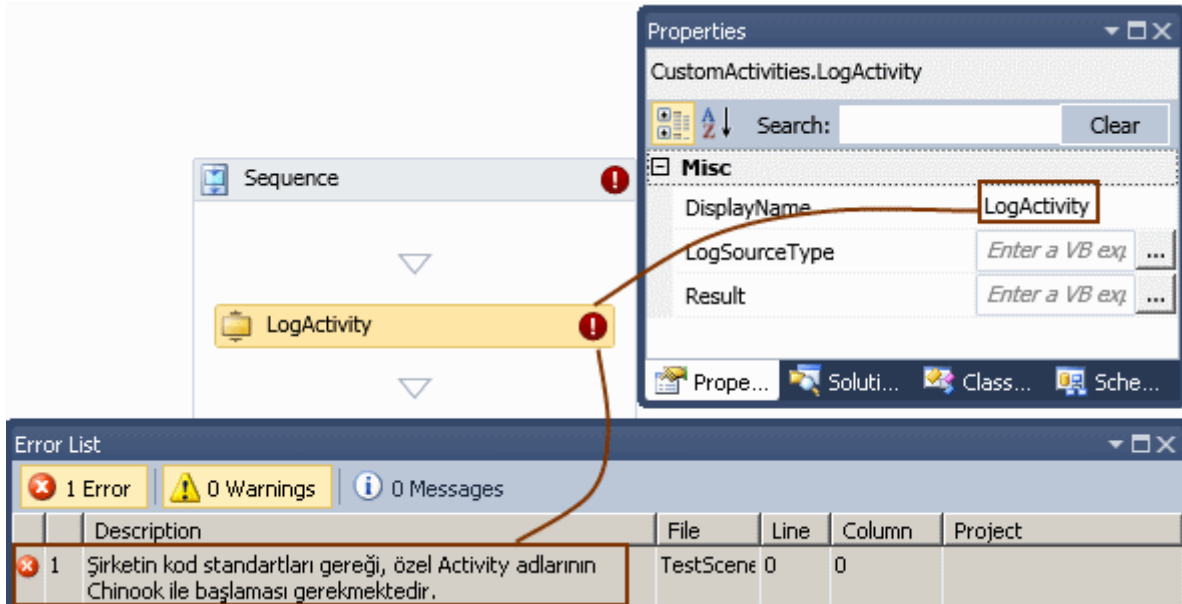 Properties
CustomActivities.LogActivity
Search:
Clear
Misc
DisplayName
LogActivity
LogSourceType
Enter a VB exp
...
Result
Enter a VB exp
...
Prope...
Soluti...
Class...
Sche...
Sequence
LogActivity
Error List
1 Error
0 Warnings
0 Messages
Description
File
Line
Column
Project
1
Şirketin kod standartları gereği, özel Activity adlarının
Chinook ile başlaması gerekmektedir.
TestScene
0
0